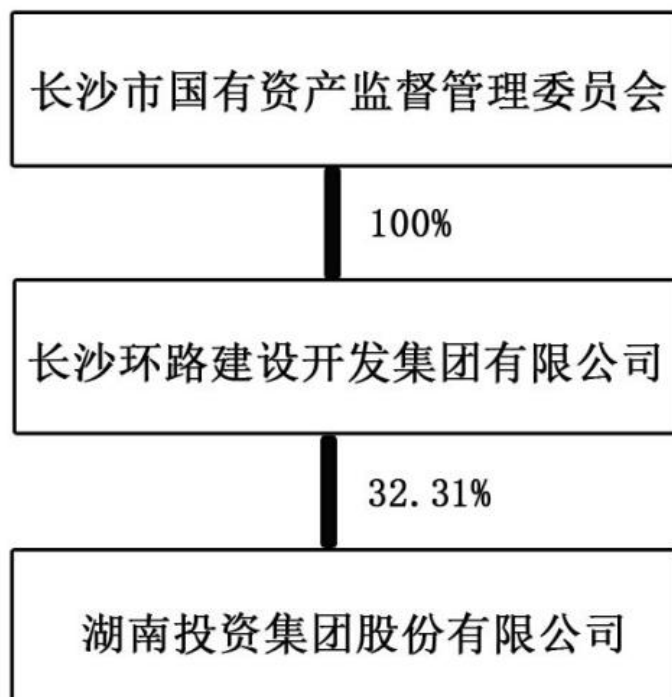 长沙市国有资产监督管理委员会
100%
长沙环路建设开发集团有限公司
32.31%
湖南投资集团股份有限公司